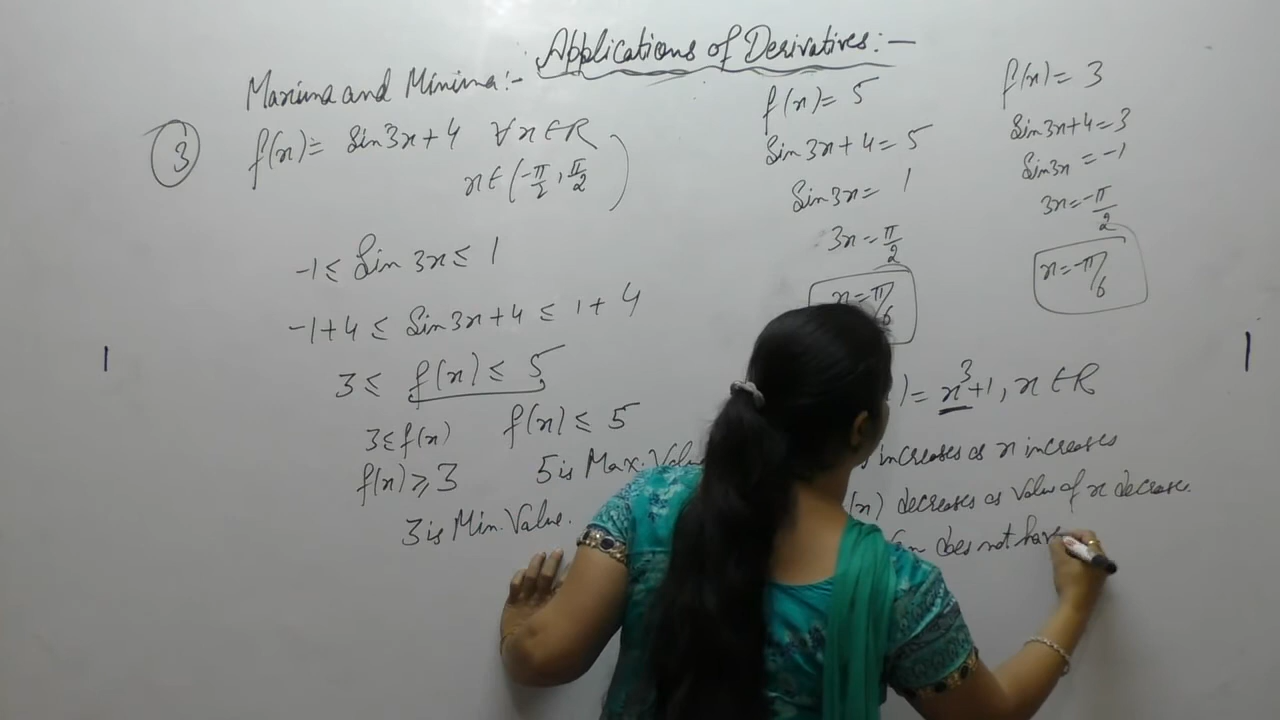 Applications of Derivatives:-
Maxima and Minima:-
③ f(x) = Sin3x+4 ∀x∈R
x∈(-π/2, π/2)
-1 ≤ Sin 3x ≤ 1
-1+4 ≤ Sin3x+4 ≤ 1+4
3 ≤ f(x) ≤ 5
3≤f(x) f(x) ≤ 5
f(x) ≥ 3 5 is Max. Value
3 is Min. Value.
f(x) = 5
Sin3x+4 = 5
Sin3x = 1
3x = π/2
x = π/6
f(x) = 3
Sin3x+4 = 3
Sin3x = -1
3x = -π/2
x = -π/6
) = x³+1, x∈R
increases as x increases
(x) decreases as value of x decrease.
does not have